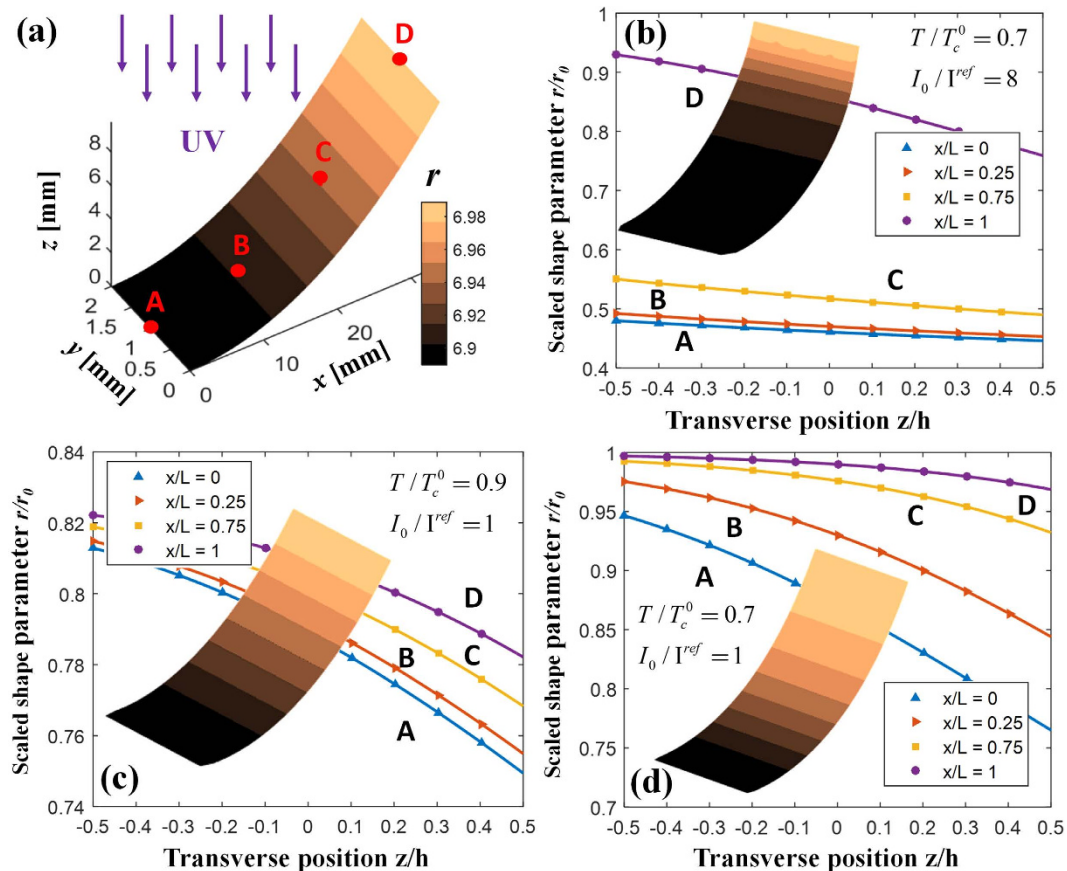 (a)
UV
D
C
B
A
z [mm]
8
6
4
2
0
2
1.5
1
0.5
0
y [mm]
0
10
20
x [mm]
r
6.98
6.96
6.94
6.92
6.9
(b)
T / T_c^0 = 0.7
I_0 / I^{ref} = 8
Scaled shape parameter r/r_0
1
0.9
0.8
0.7
0.6
0.5
0.4
D
C
B
A
x/L = 0
x/L = 0.25
x/L = 0.75
x/L = 1
-0.5 -0.4 -0.3 -0.2 -0.1 0 0.1 0.2 0.3 0.4 0.5
Transverse position z/h
(c)
T / T_c^0 = 0.9
I_0 / I^{ref} = 1
Scaled shape parameter r/r_0
0.84
0.82
0.8
0.78
0.76
0.74
x/L = 0
x/L = 0.25
x/L = 0.75
x/L = 1
D
B
C
A
-0.5 -0.4 -0.3 -0.2 -0.1 0 0.1 0.2 0.3 0.4 0.5
Transverse position z/h
(d)
T / T_c^0 = 0.7
I_0 / I^{ref} = 1
Scaled shape parameter r/r_0
1
0.95
0.9
0.85
0.8
0.75
0.7
D
C
B
A
x/L = 0
x/L = 0.25
x/L = 0.75
x/L = 1
-0.5 -0.4 -0.3 -0.2 -0.1 0 0.1 0.2 0.3 0.4 0.5
Transverse position z/h